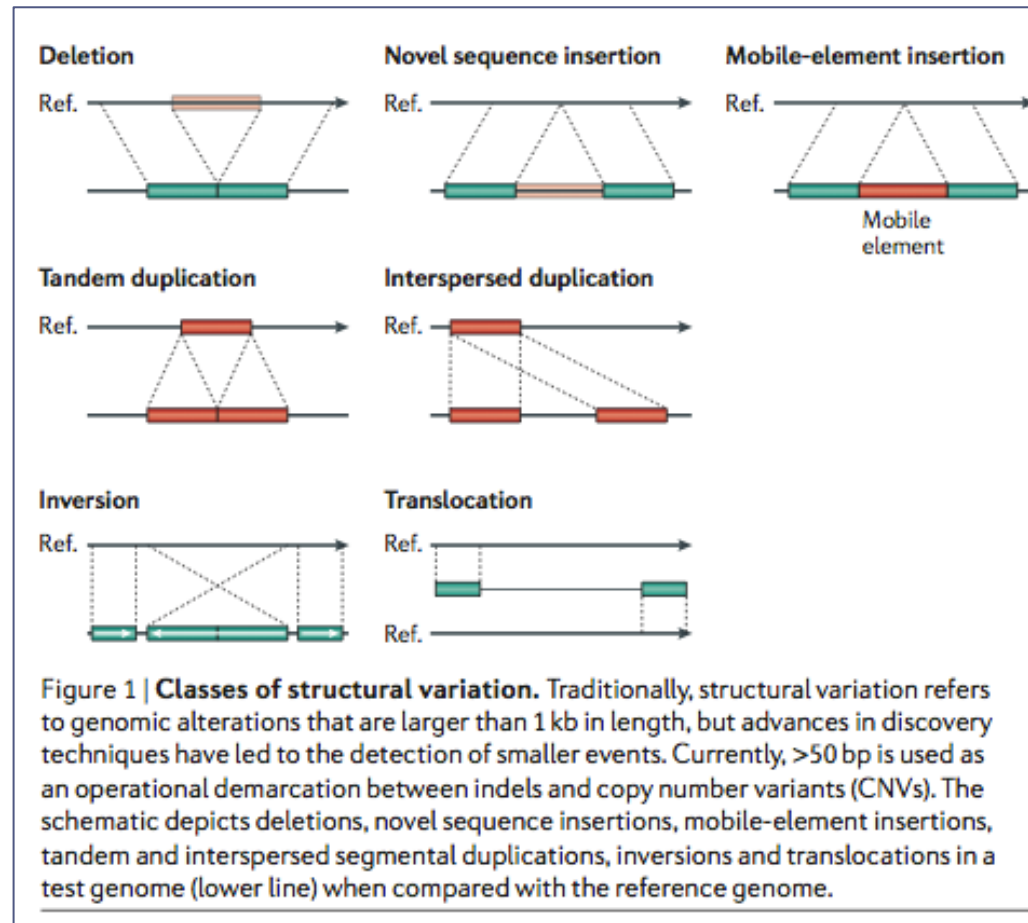 Deletion
Novel sequence insertion
Mobile-element insertion
Ref.
Ref.
Ref.
Mobile
element
Tandem duplication
Interspersed duplication
Ref.
Ref.
Inversion
Translocation
Ref.
Ref.
Ref.
Figure 1 | Classes of structural variation. Traditionally, structural variation refers
to genomic alterations that are larger than 1 kb in length, but advances in discovery
techniques have led to the detection of smaller events. Currently, >50 bp is used as
an operational demarcation between indels and copy number variants (CNVs). The
schematic depicts deletions, novel sequence insertions, mobile-element insertions,
tandem and interspersed segmental duplications, inversions and translocations in a
test genome (lower line) when compared with the reference genome.